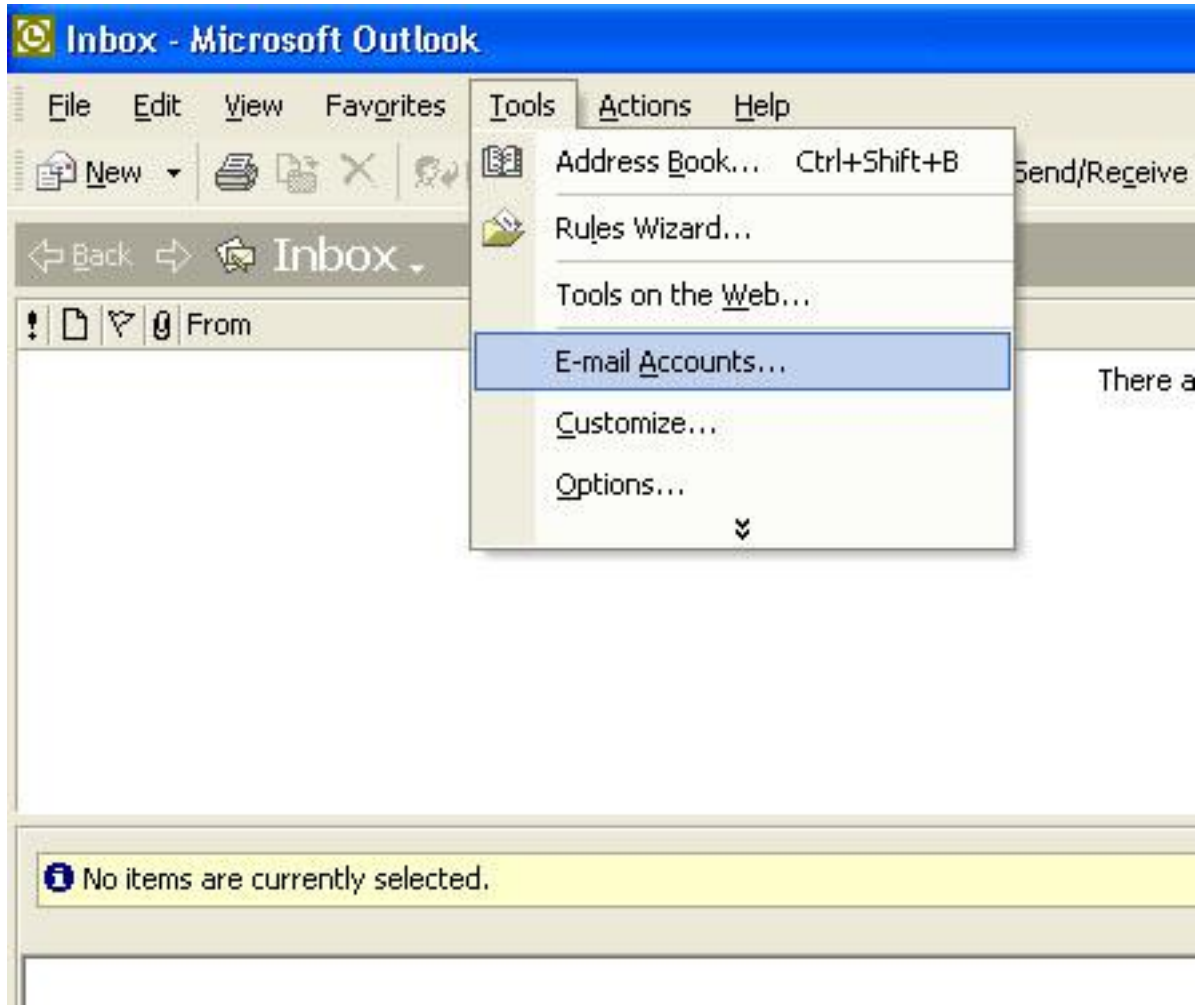 Inbox - Microsoft Outlook
File Edit View Favorites Tools Actions Help
New Send/Receive
Address Book... Ctrl+Shift+B
Back Inbox
Rules Wizard...
Tools on the Web...
! From
E-mail Accounts...
There a
Customize...
Options...
No items are currently selected.